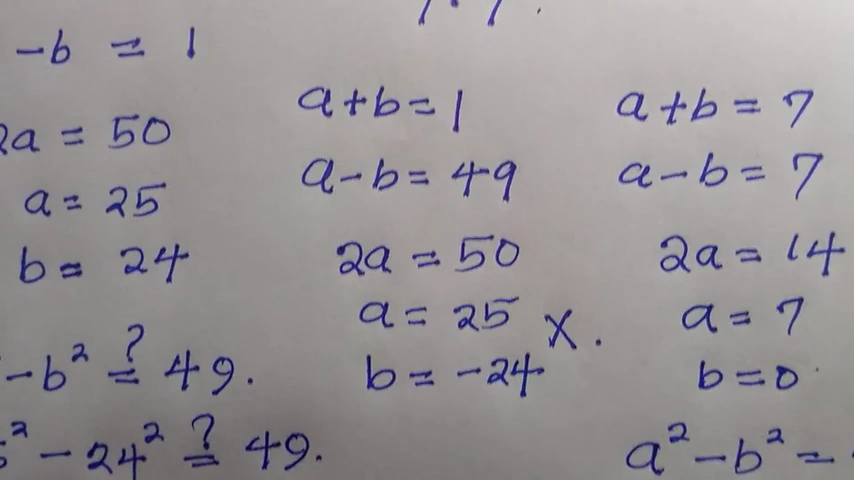 -b = 1
2a = 50
a = 25
b = 24
-b² ?= 49.
² - 24² ?= 49.
a+b=1
a-b=49
2a = 50
a = 25 X.
b = -24
a+b = 7
a-b = 7
2a = 14
a = 7
b = 0
a²-b² =